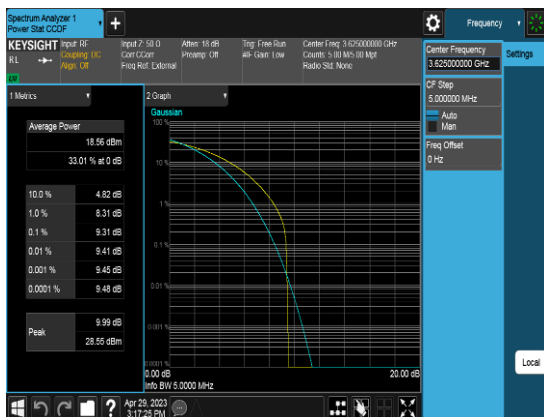 Spectrum Analyzer 1
Power Stat CCDF
Frequency
KEYSIGHT
RL
Input: RF
Coupling: DC
Align: Off
Input Z: 50 Ω
Corr CCorr
Freq Ref: External
Atten: 18 dB
Preamp: Off
Trig: Free Run
#IF Gain: Low
Center Freq: 3.625000000 GHz
Counts: 5.00 M/5.00 Mpt
Radio Std: None
Center Frequency
3.625000000 GHz
Settings
CF Step
5.000000 MHz
Auto
Man
Freq Offset
0 Hz
1 Metrics
2 Graph
Average Power
18.56 dBm
33.01 % at 0 dB
10.0 % 4.82 dB
1.0 % 8.31 dB
0.1 % 9.31 dB
0.01 % 9.41 dB
0.001 % 9.45 dB
0.0001 % 9.48 dB
Peak
9.99 dB
28.55 dBm
Gaussian
100 %
10 %
1 %
0.1 %
0.01 %
0.001 %
0.0001 %
0.00 dB
20.00 dB
Info BW 5.0000 MHz
Local
Apr 29, 2023
3:17:25 PM